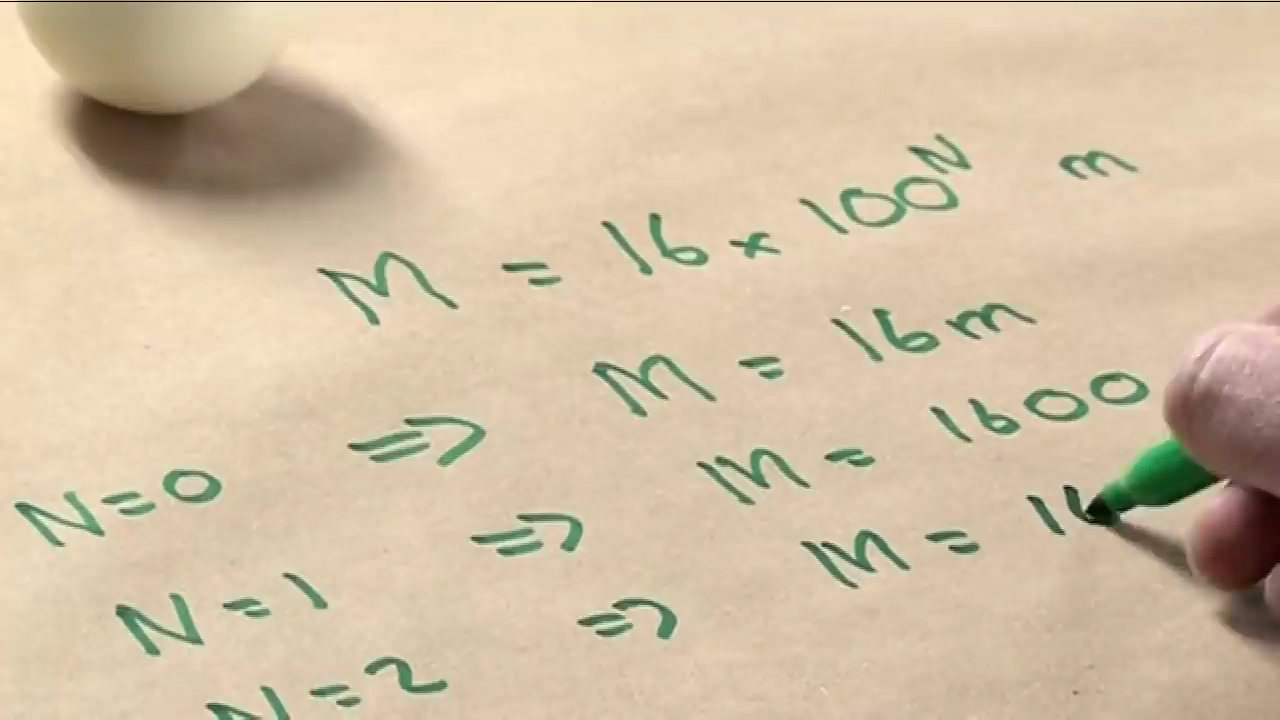 M = 16 × 100^N m
N=0 ⇒ M = 16m
N=1 ⇒ M = 1600
N=2 ⇒ M = 16